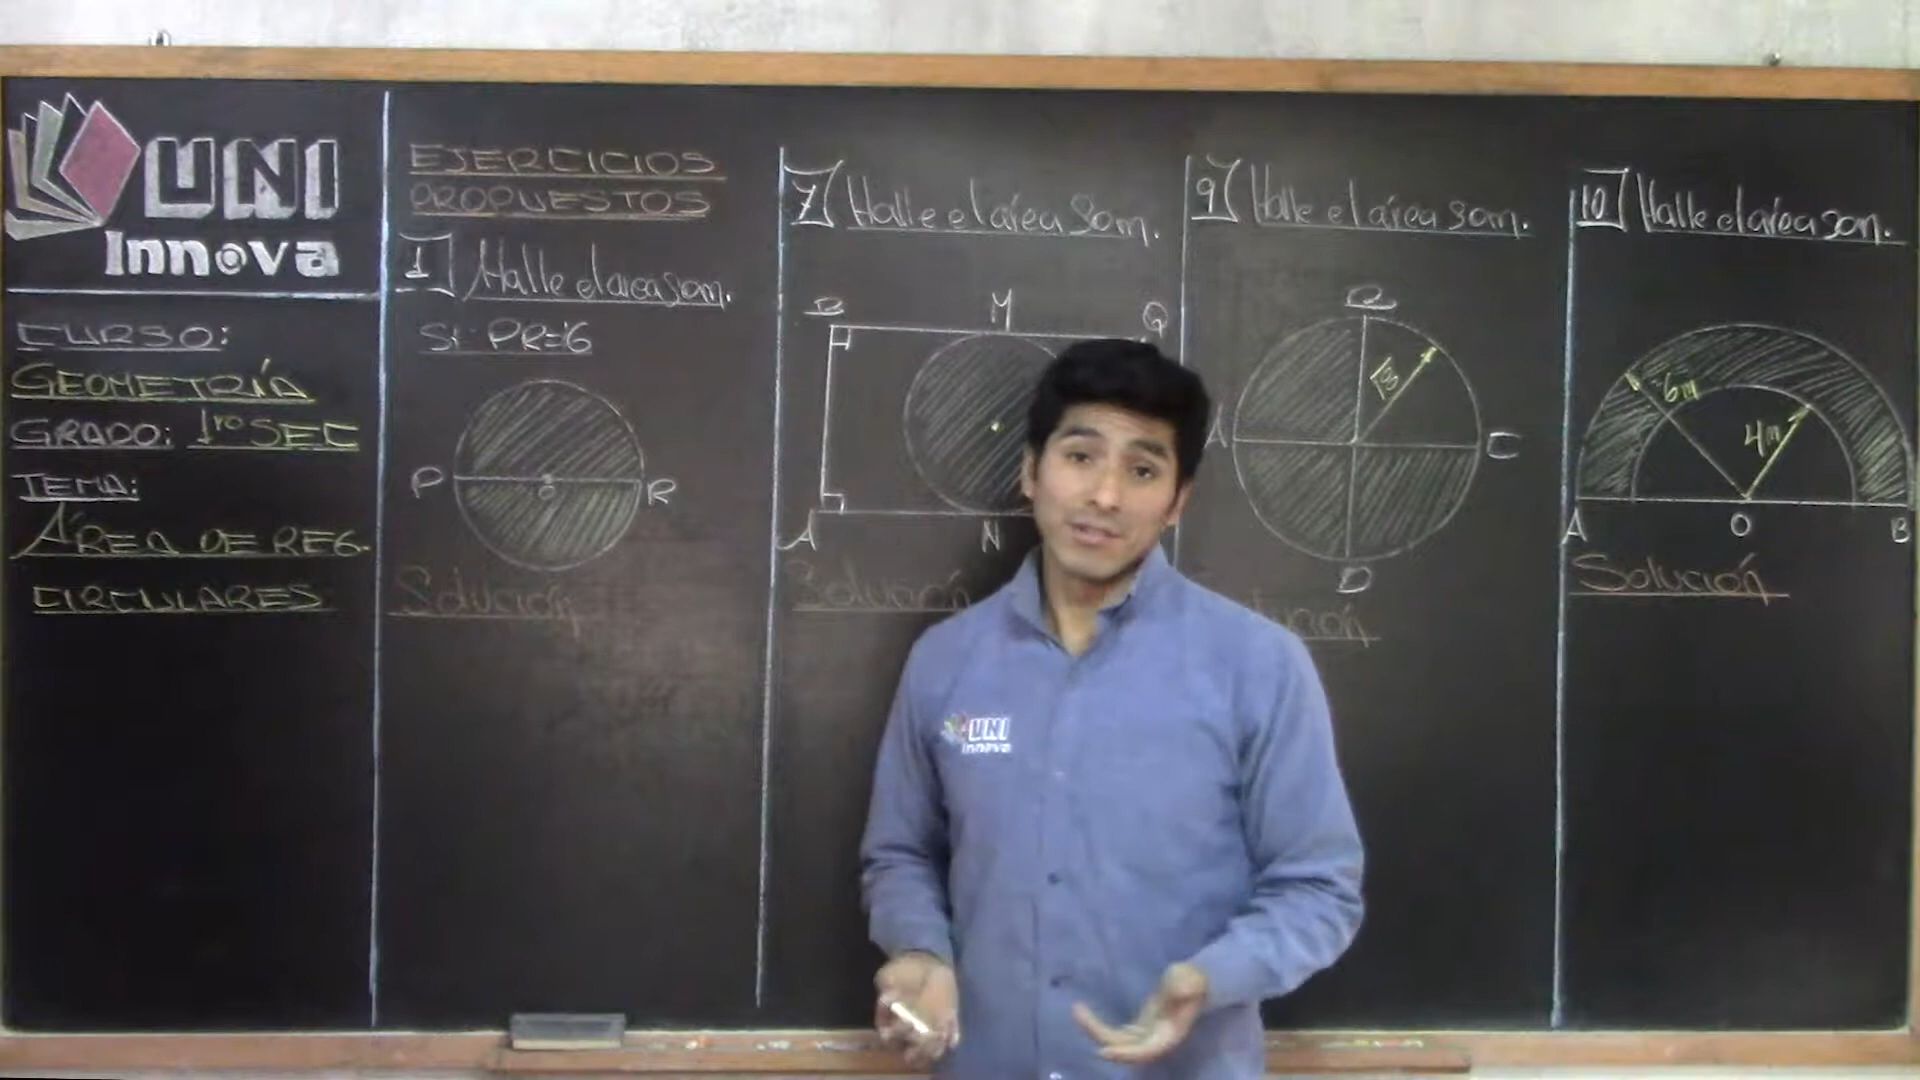 UNI
Innova
CURSO:
GEOMETRÍA
GRADO: 1ro SEC
TEMA:
ÁREA DE REG.
CIRCULARES
EJERCICIOS
PROPUESTOS
1 Halle el area som.
Si: PR=6
P
O
R
Solución
7 Halle el área som.
B
M
A
N
Solución
9 Halle el área som.
A
C
D
10 Halle el área som.
6m
4m
A
O
B
Solución
UNI
Innova